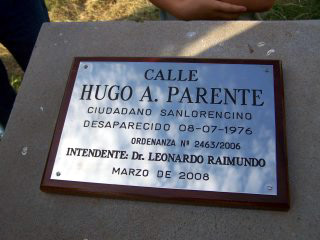 CALLE
HUGO A. PARENTE
CIUDADANO SANLORENCINO
DESAPARECIDO 08-07-1976
ORDENANZA Nº 2463/2006
INTENDENTE: Dr. LEONARDO RAIMUNDO
MARZO DE 2008